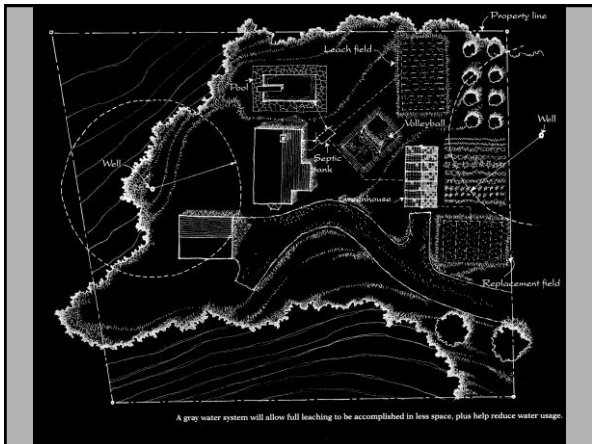 Property line
Leach field
Pool
Volleyball
Well
Well
Septic
tank
Greenhouse
Replacement field
A gray water system will allow full leaching to be accomplished in less space, plus help reduce water usage.